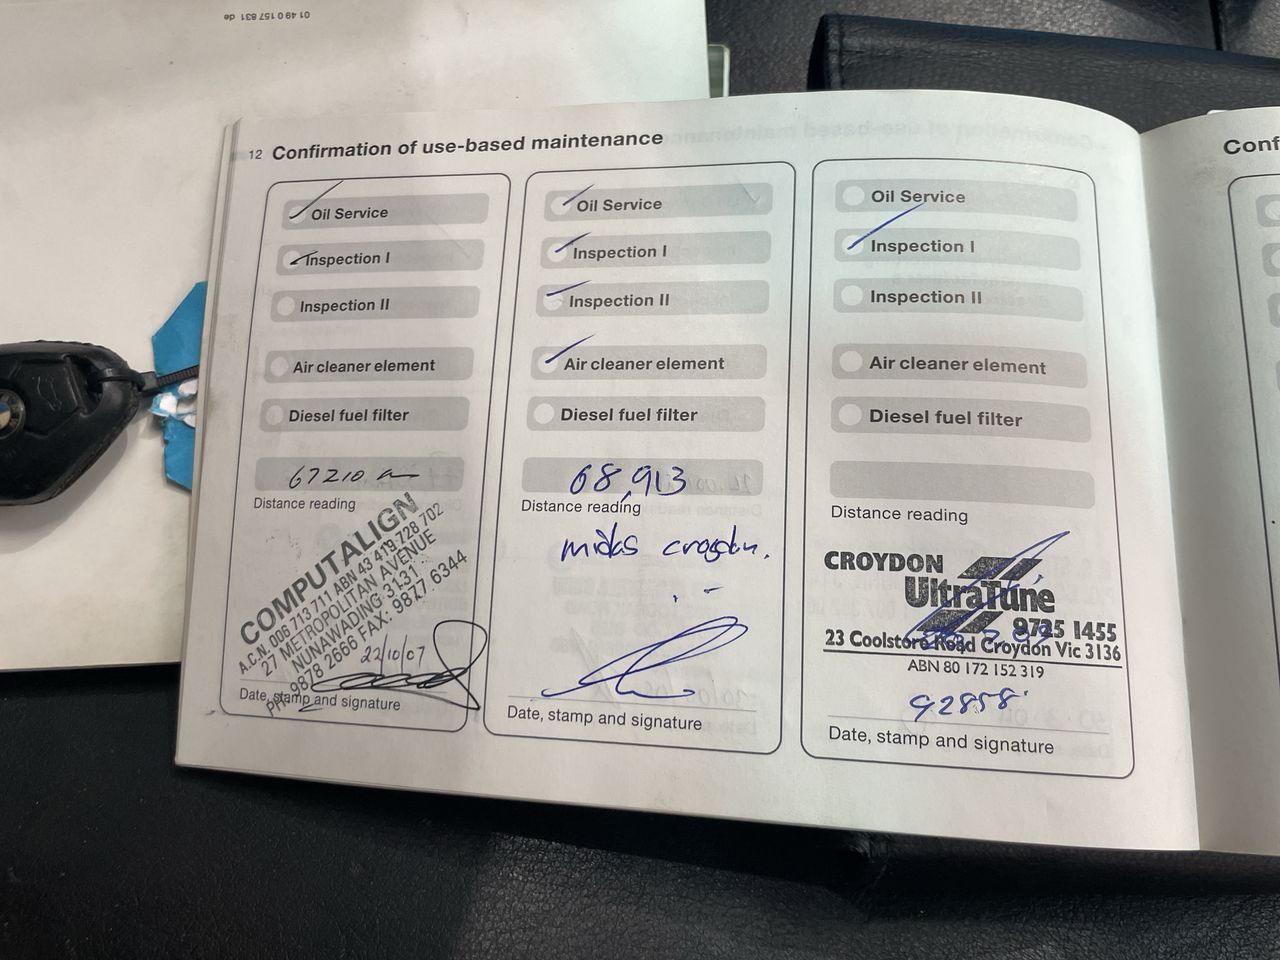 01 49 0 157 831 de
12 Confirmation of use-based maintenance
Oil Service
Inspection I
Inspection II
Air cleaner element
Diesel fuel filter
67210
Distance reading
COMPUTALIGN
A.C.N. 006 713 711 ABN 43 419 728 702
27 METROPOLITAN AVENUE
NUNAWADING 3131
PH: 9878 2666 FAX: 9877 6344
22/10/07
Date, stamp and signature
Oil Service
Inspection I
Inspection II
Air cleaner element
Diesel fuel filter
68,913
Distance reading
midas croydon.
Date, stamp and signature
Oil Service
Inspection I
Inspection II
Air cleaner element
Diesel fuel filter
Distance reading
CROYDON
UltraTune
9725 1455
23 Coolstore Road Croydon Vic 3136
ABN 80 172 152 319
92858
Date, stamp and signature
Conf